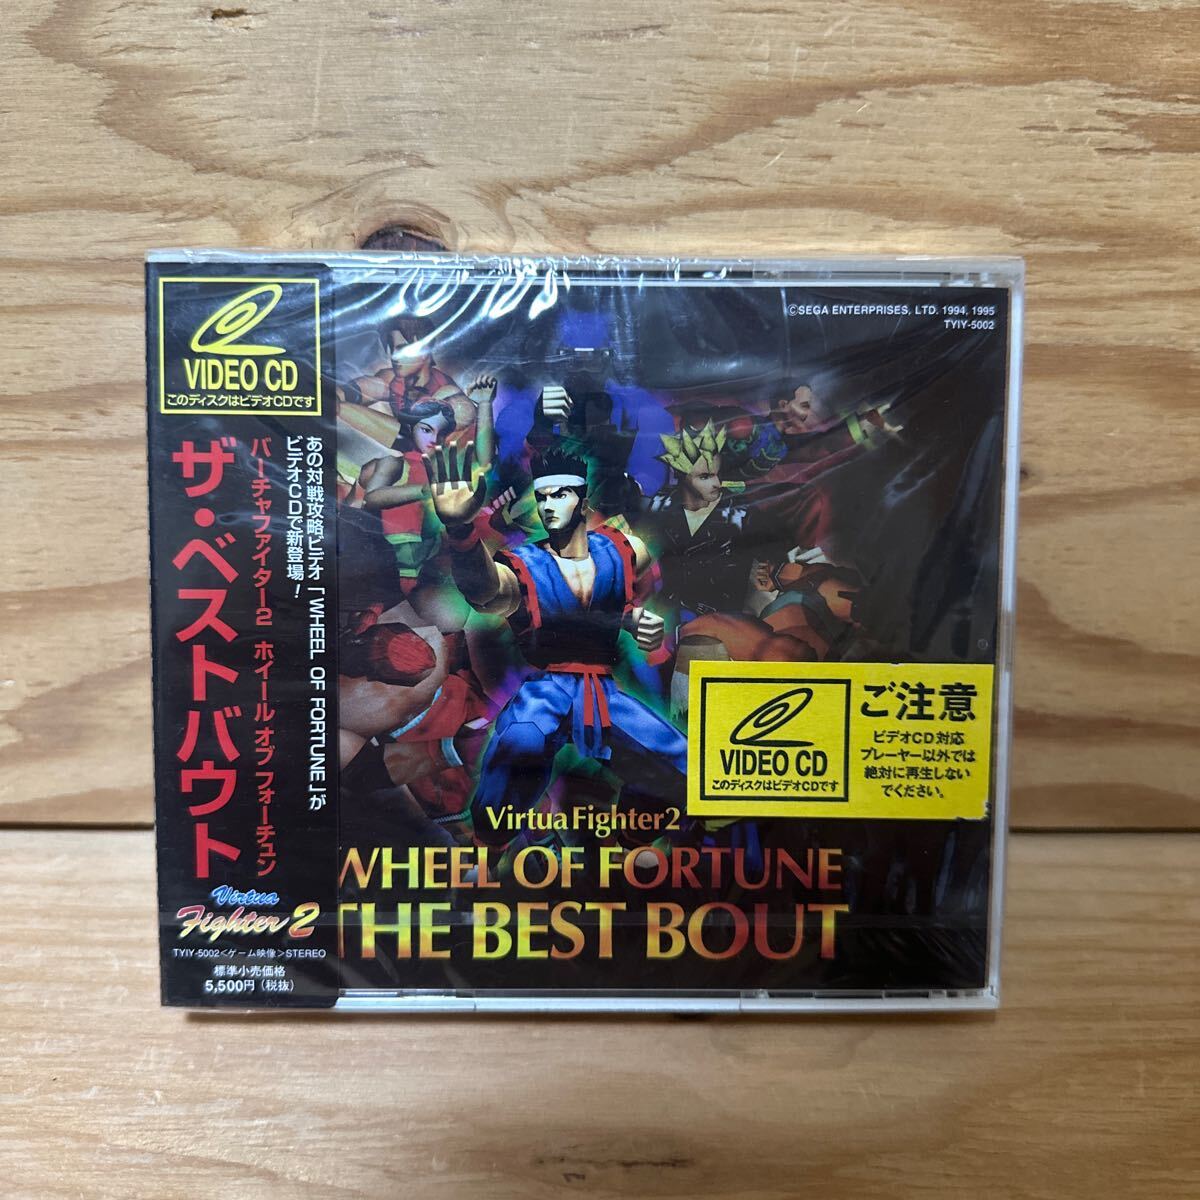 VIDEO CD
このディスクはビデオCDです
あの対戦攻略ビデオ「WHEEL OF FORTUNE」が
ビデオCDで新登場！
バーチャファイター2 ホイール オブ フォーチュン
ザ・ベストバウト
Virtua
Fighter 2
TYIY-5002<ゲーム映像>STEREO
標準小売価格
5,500円（税抜）
©SEGA ENTERPRISES, LTD. 1994, 1995
TYIY-5002
VIDEO CD
このディスクはビデオCDです
ご注意
ビデオCD対応
プレーヤー以外では
絶対に再生しない
でください。
Virtua Fighter2
WHEEL OF FORTUNE
THE BEST BOUT